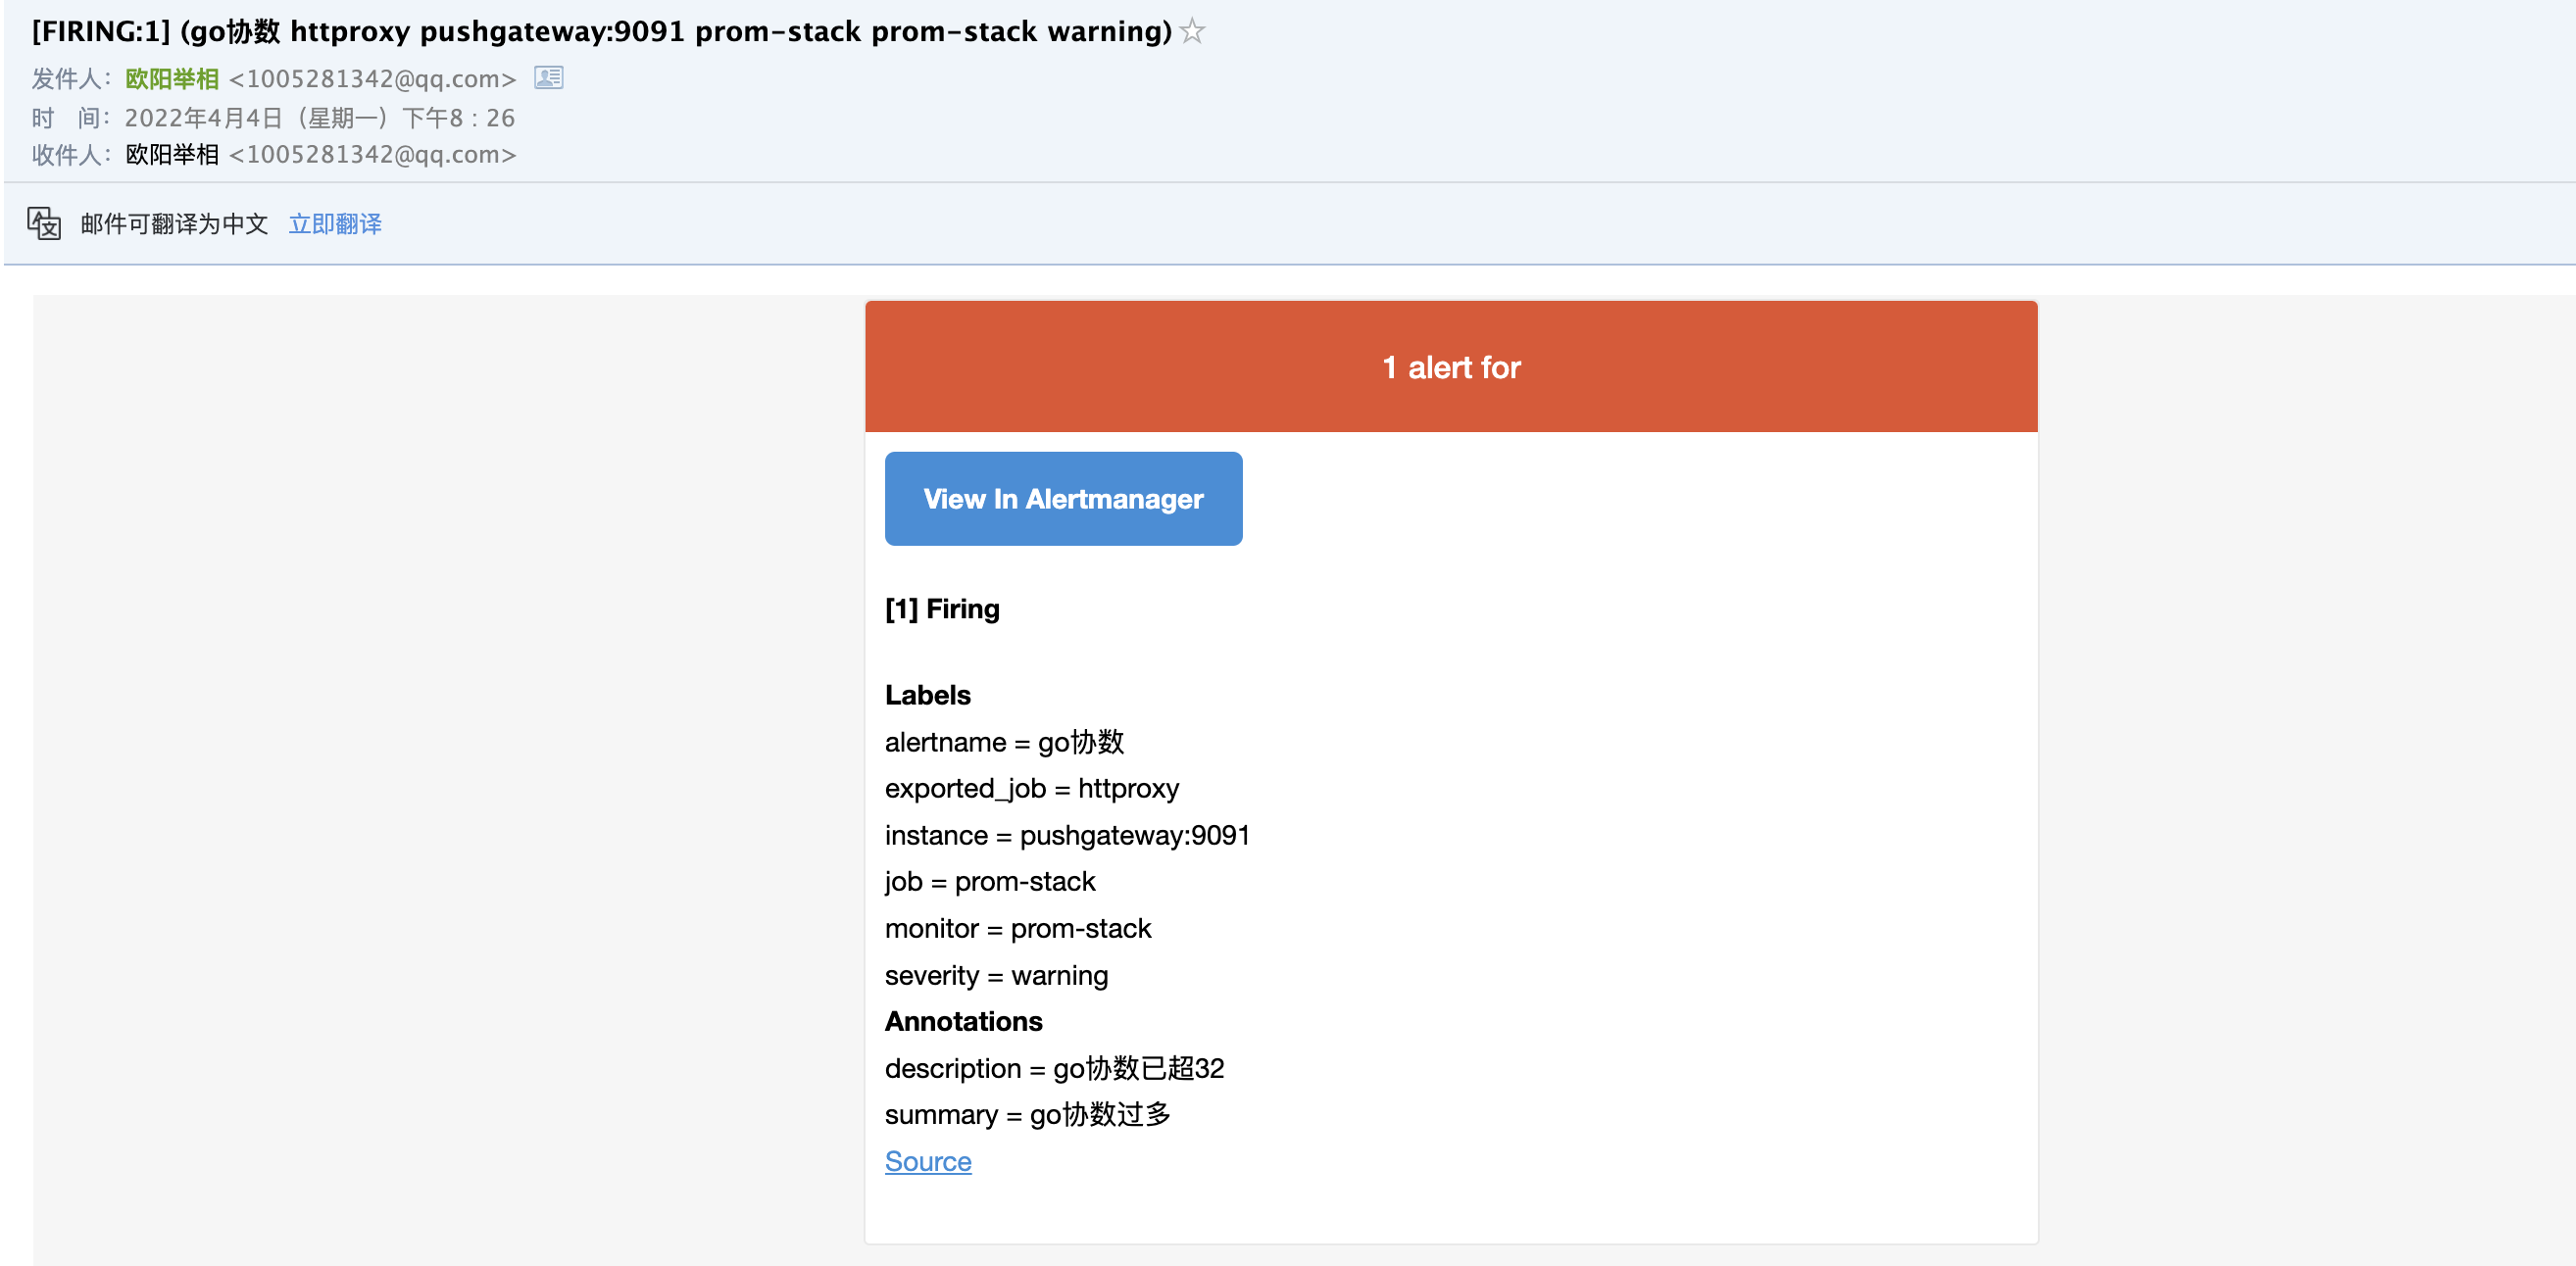 [FIRING:1] (go协数 httproxy pushgateway:9091 prom-stack prom-stack warning)
发件人：欧阳举相 <1005281342@qq.com>
时 间：2022年4月4日（星期一）下午8：26
收件人：欧阳举相 <1005281342@qq.com>
邮件可翻译为中文 立即翻译
1 alert for
View In Alertmanager
[1] Firing
Labels
alertname = go协数
exported_job = httproxy
instance = pushgateway:9091
job = prom-stack
monitor = prom-stack
severity = warning
Annotations
description = go协数已超32
summary = go协数过多
Source